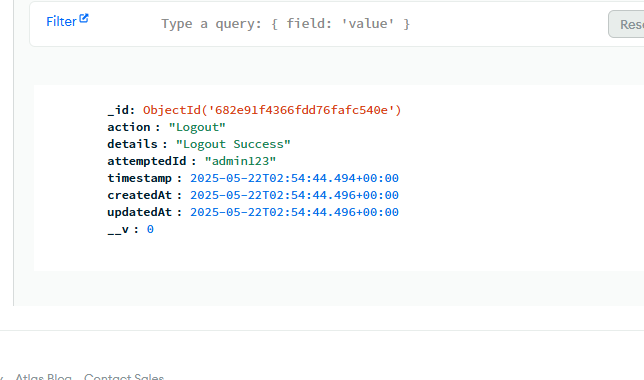 Filter
Type a query: { field: 'value' }
Rese
_id: ObjectId('682e91f4366fdd76fafc540e')
action : "Logout"
details : "Logout Success"
attemptedId : "admin123"
timestamp : 2025-05-22T02:54:44.494+00:00
createdAt : 2025-05-22T02:54:44.496+00:00
updatedAt : 2025-05-22T02:54:44.496+00:00
__v : 0
Atlas Blog Contact Sales